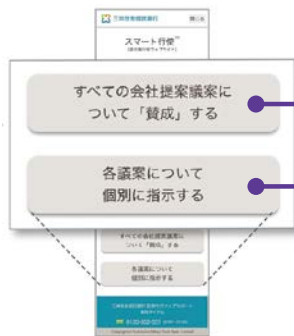 三井住友信託銀行
スマート行使
すべての会社提案議案に
ついて「賛成」する
各議案について
個別に指示する
すべての会社提案議案に
ついて「賛成」する
各議案について
個別に指示する